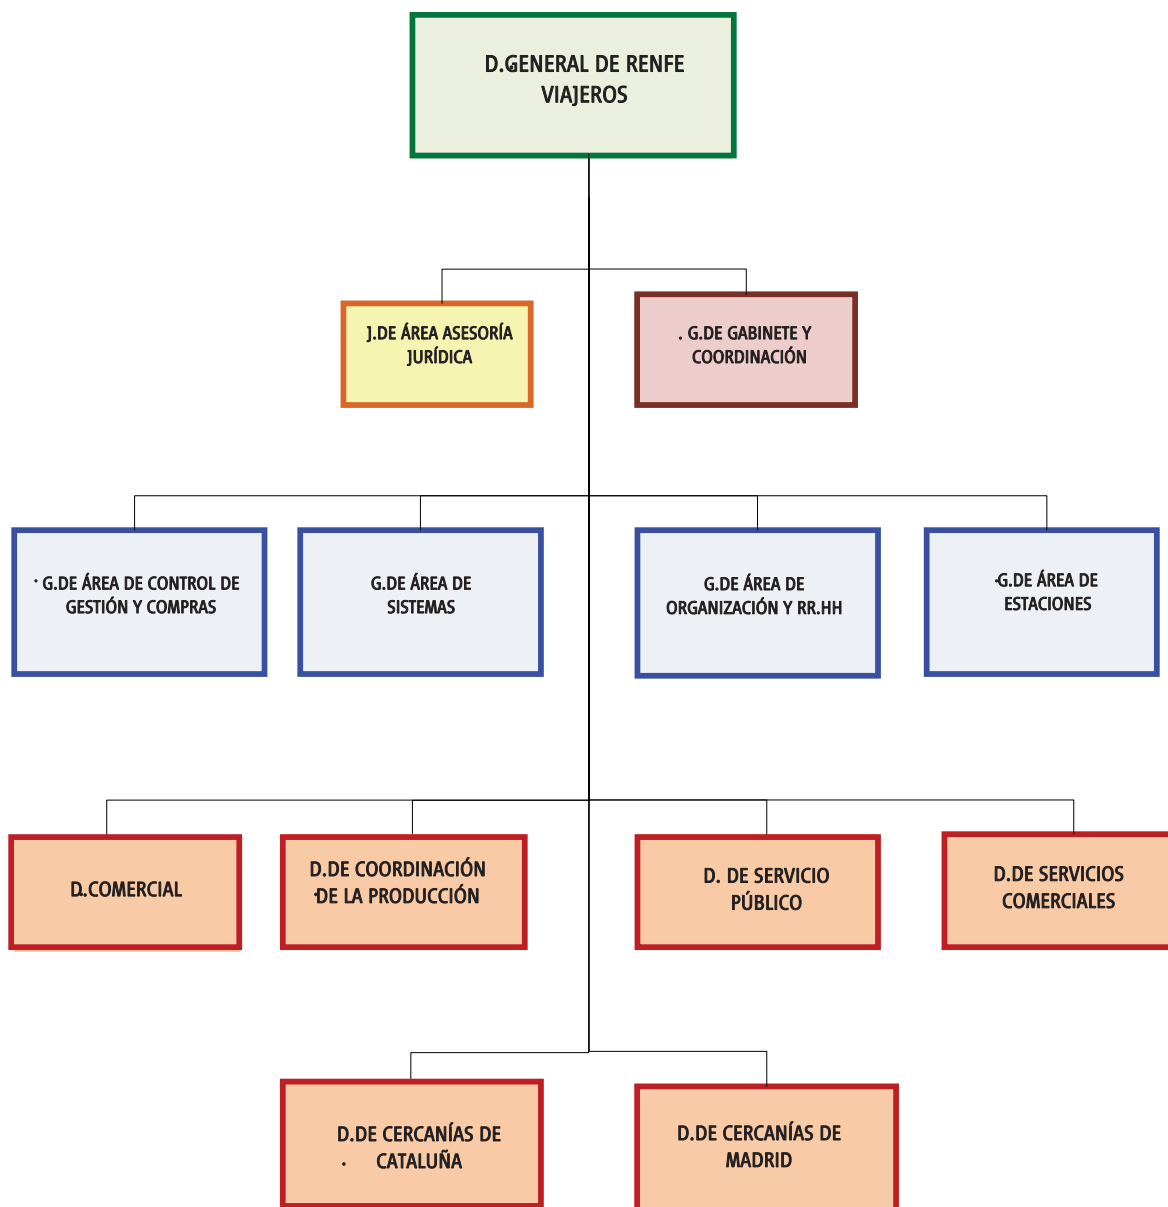 D.GENERAL DE RENFE
VIAJEROS
J.DE ÁREA ASESORÍA
JURÍDICA
. G.DE GABINETE Y
COORDINACIÓN
G.DE ÁREA DE CONTROL DE
GESTIÓN Y COMPRAS
G.DE ÁREA DE
SISTEMAS
G.DE ÁREA DE
ORGANIZACIÓN Y RR.HH
G.DE ÁREA DE
ESTACIONES
D.COMERCIAL
D.DE COORDINACIÓN
DE LA PRODUCCIÓN
D. DE SERVICIO
PÚBLICO
D.DE SERVICIOS
COMERCIALES
D.DE CERCANÍAS DE
. CATALUÑA
D.DE CERCANÍAS DE
MADRID